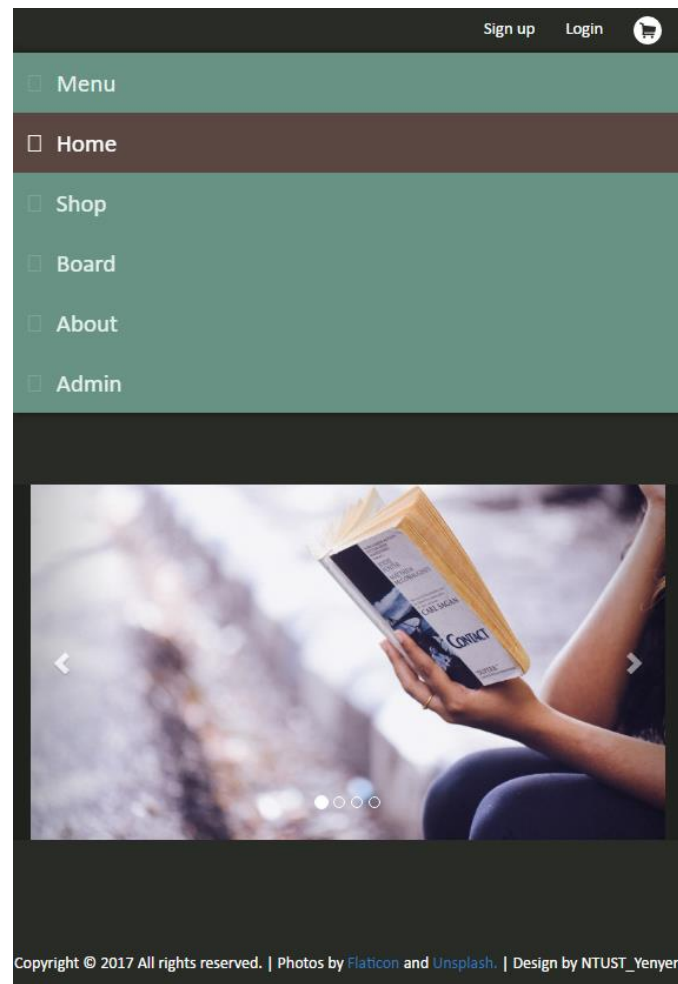 Sign up Login
Menu
Home
Shop
Board
About
Admin
CARL SAGAN
CONTACT
Copyright © 2017 All rights reserved. | Photos by Flaticon and Unsplash. | Design by NTUST_Yenyer